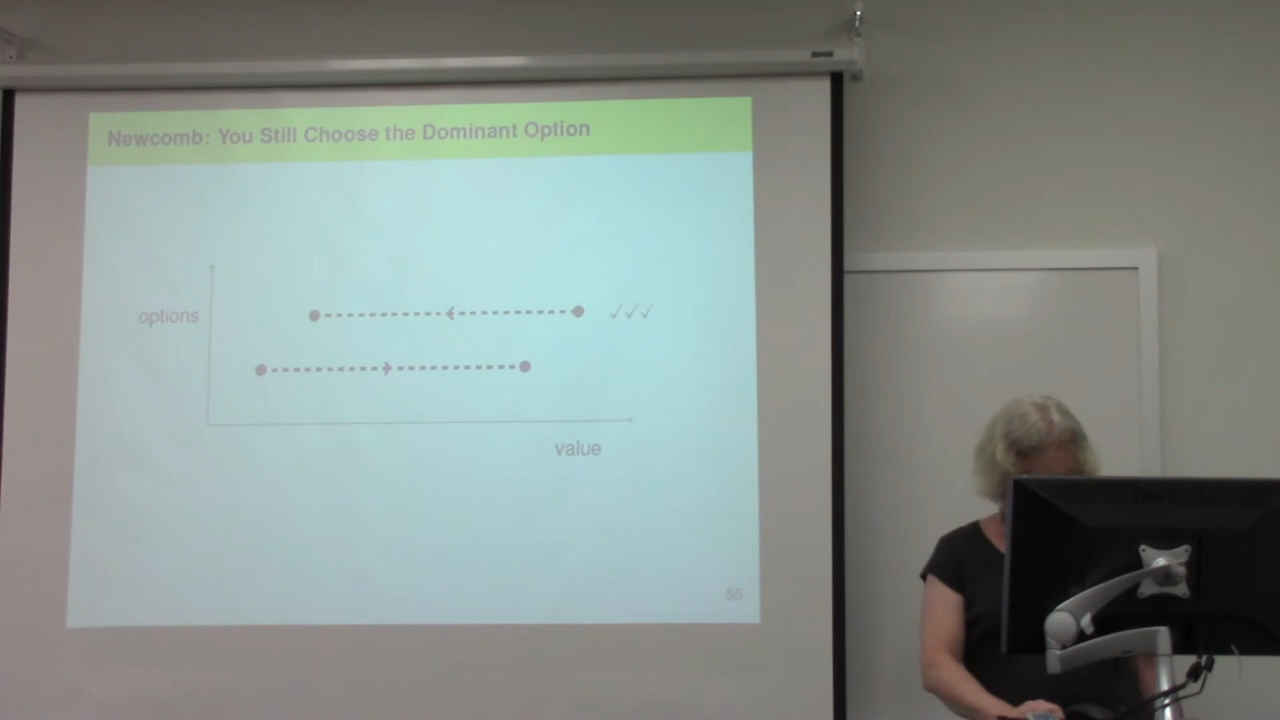 Newcomb: You Still Choose the Dominant Option
options
✓✓✓
value
55